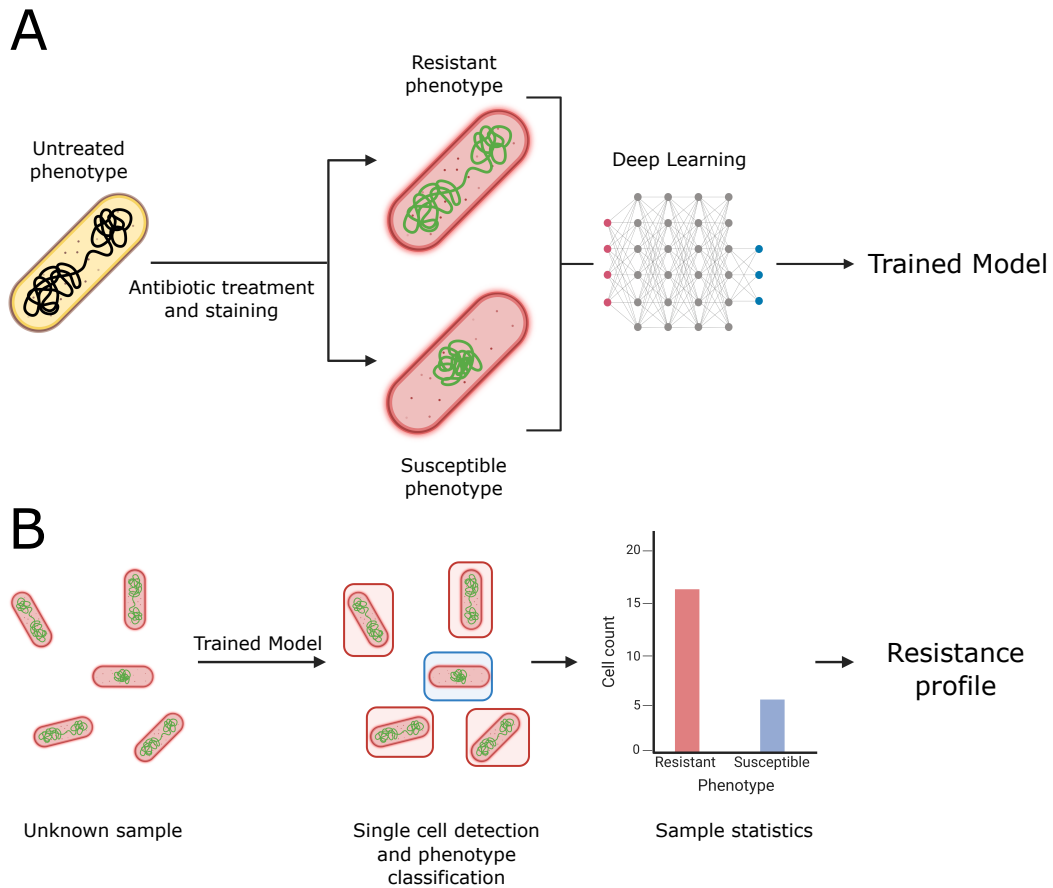 A
Resistant
phenotype
Untreated
phenotype
Deep Learning
Antibiotic treatment
and staining
Trained Model
Susceptible
phenotype
B
Trained Model
Cell count
20
15
10
5
0
Resistant
Susceptible
Phenotype
Resistance
profile
Unknown sample
Single cell detection
and phenotype
classification
Sample statistics